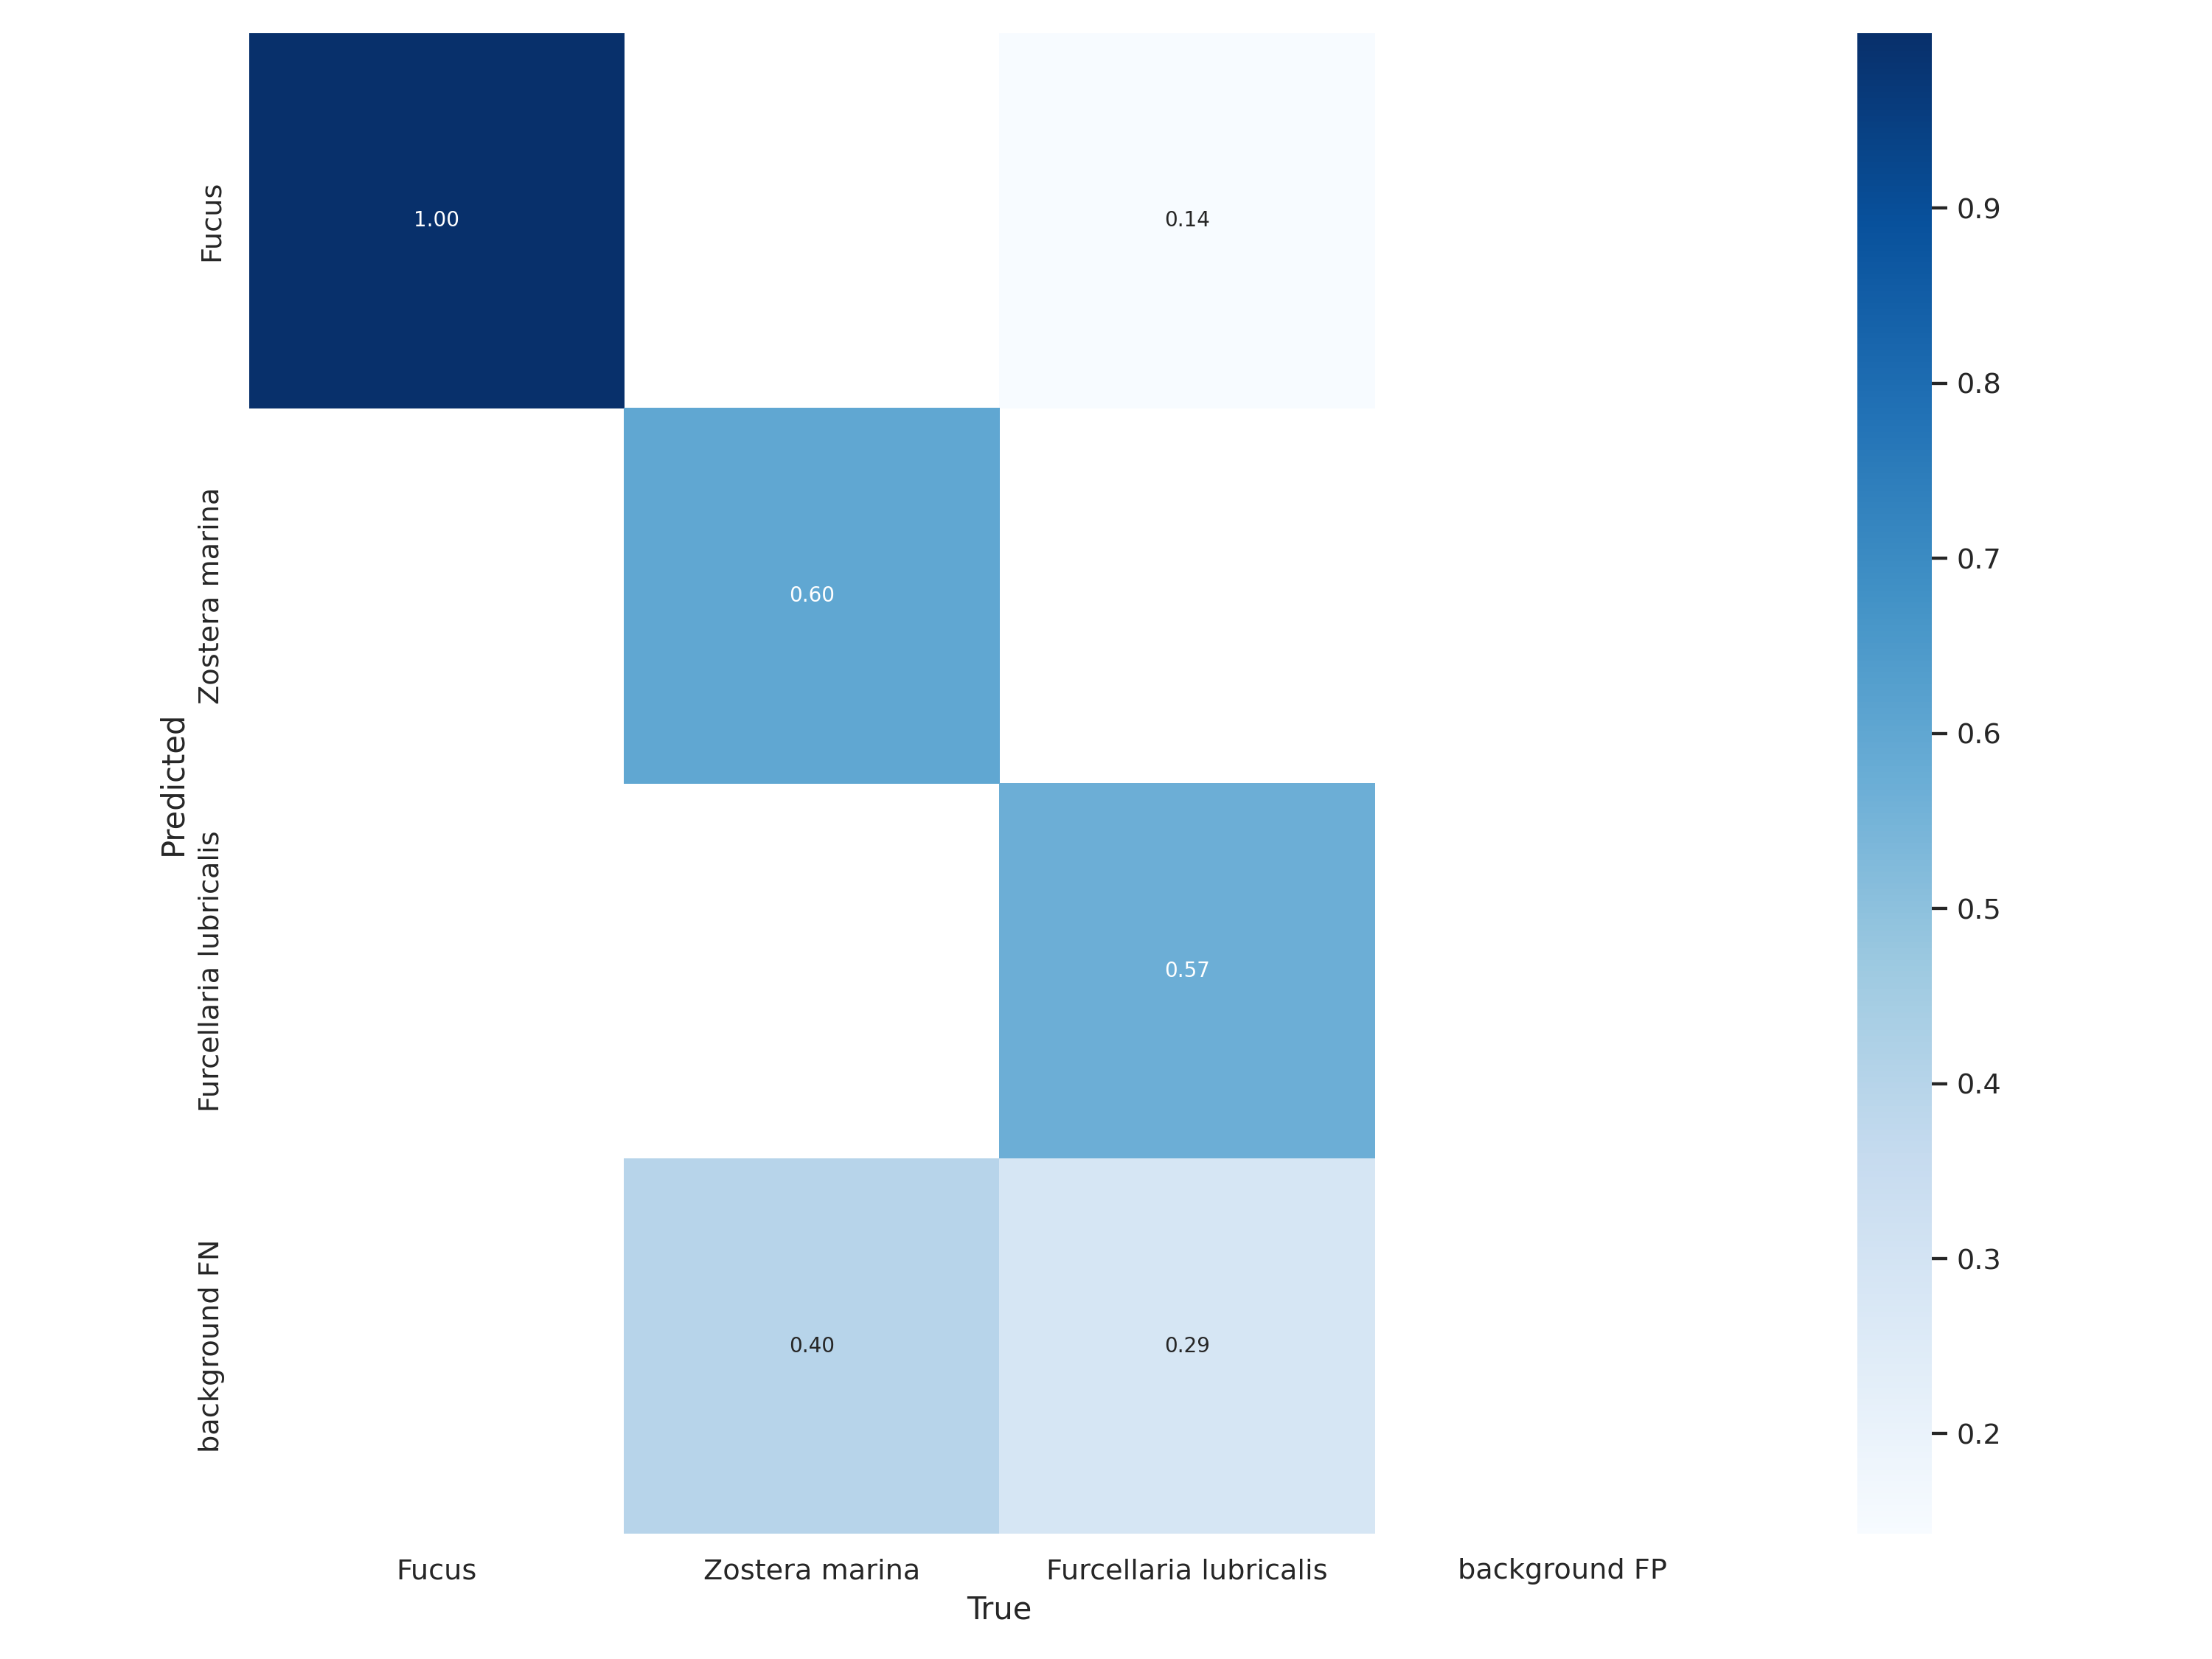 Predicted
Fucus
1.00
0.14
Zostera marina
0.60
Furcellaria lubricalis
0.57
background FN
0.40
0.29
Fucus
Zostera marina
Furcellaria lubricalis
background FP
True
0.9
0.8
0.7
0.6
0.5
0.4
0.3
0.2